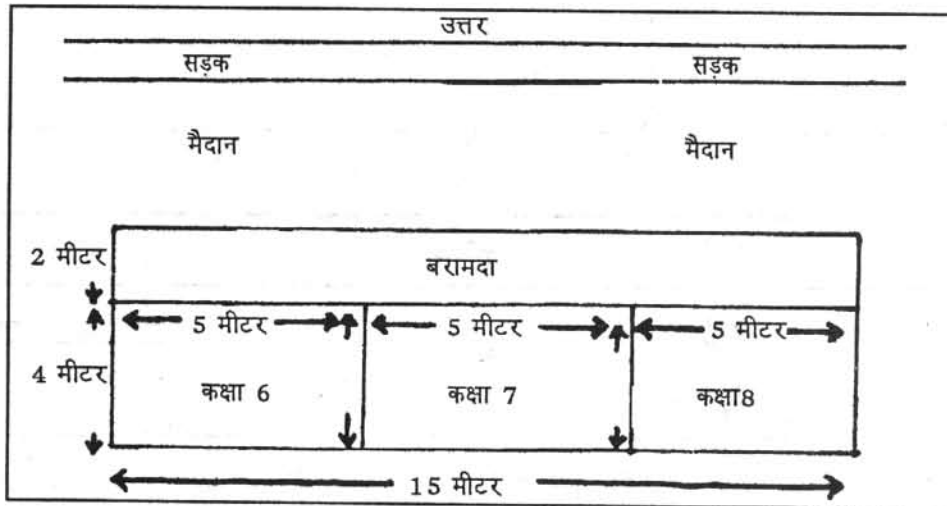 उत्तर
सड़क सड़क
मैदान मैदान
2 मीटर
बरामदा
5 मीटर 5 मीटर 5 मीटर
4 मीटर
कक्षा 6 कक्षा 7 कक्षा8
15 मीटर